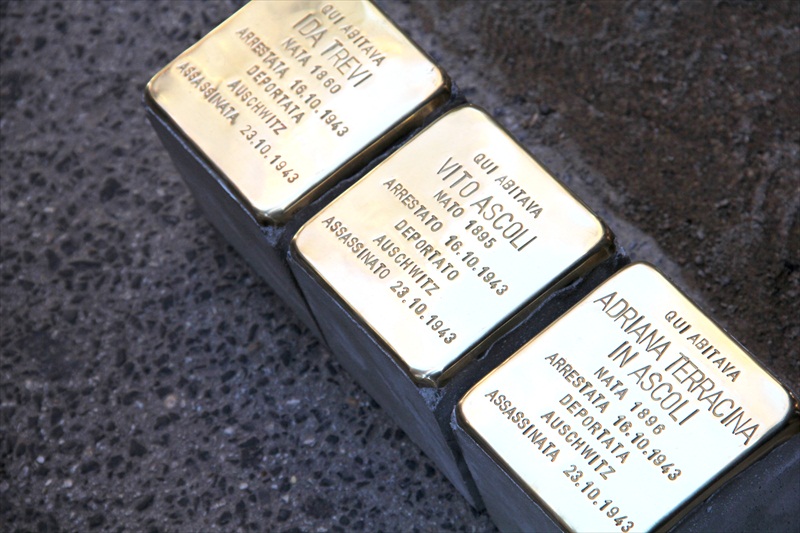 QUI ABITAVA
IDA TREVI
NATA 1860
ARRESTATA 16.10.1943
DEPORTATA
AUSCHWITZ
ASSASSINATA 23.10.1943
QUI ABITAVA
VITO ASCOLI
NATO 1895
ARRESTATO 16.10.1943
DEPORTATO
AUSCHWITZ
ASSASSINATO 23.10.1943
QUI ABITAVA
ADRIANA TERRACINA
IN ASCOLI
NATA 1896
ARRESTATA 16.10.1943
DEPORTATA
AUSCHWITZ
ASSASSINATA 23.10.1943